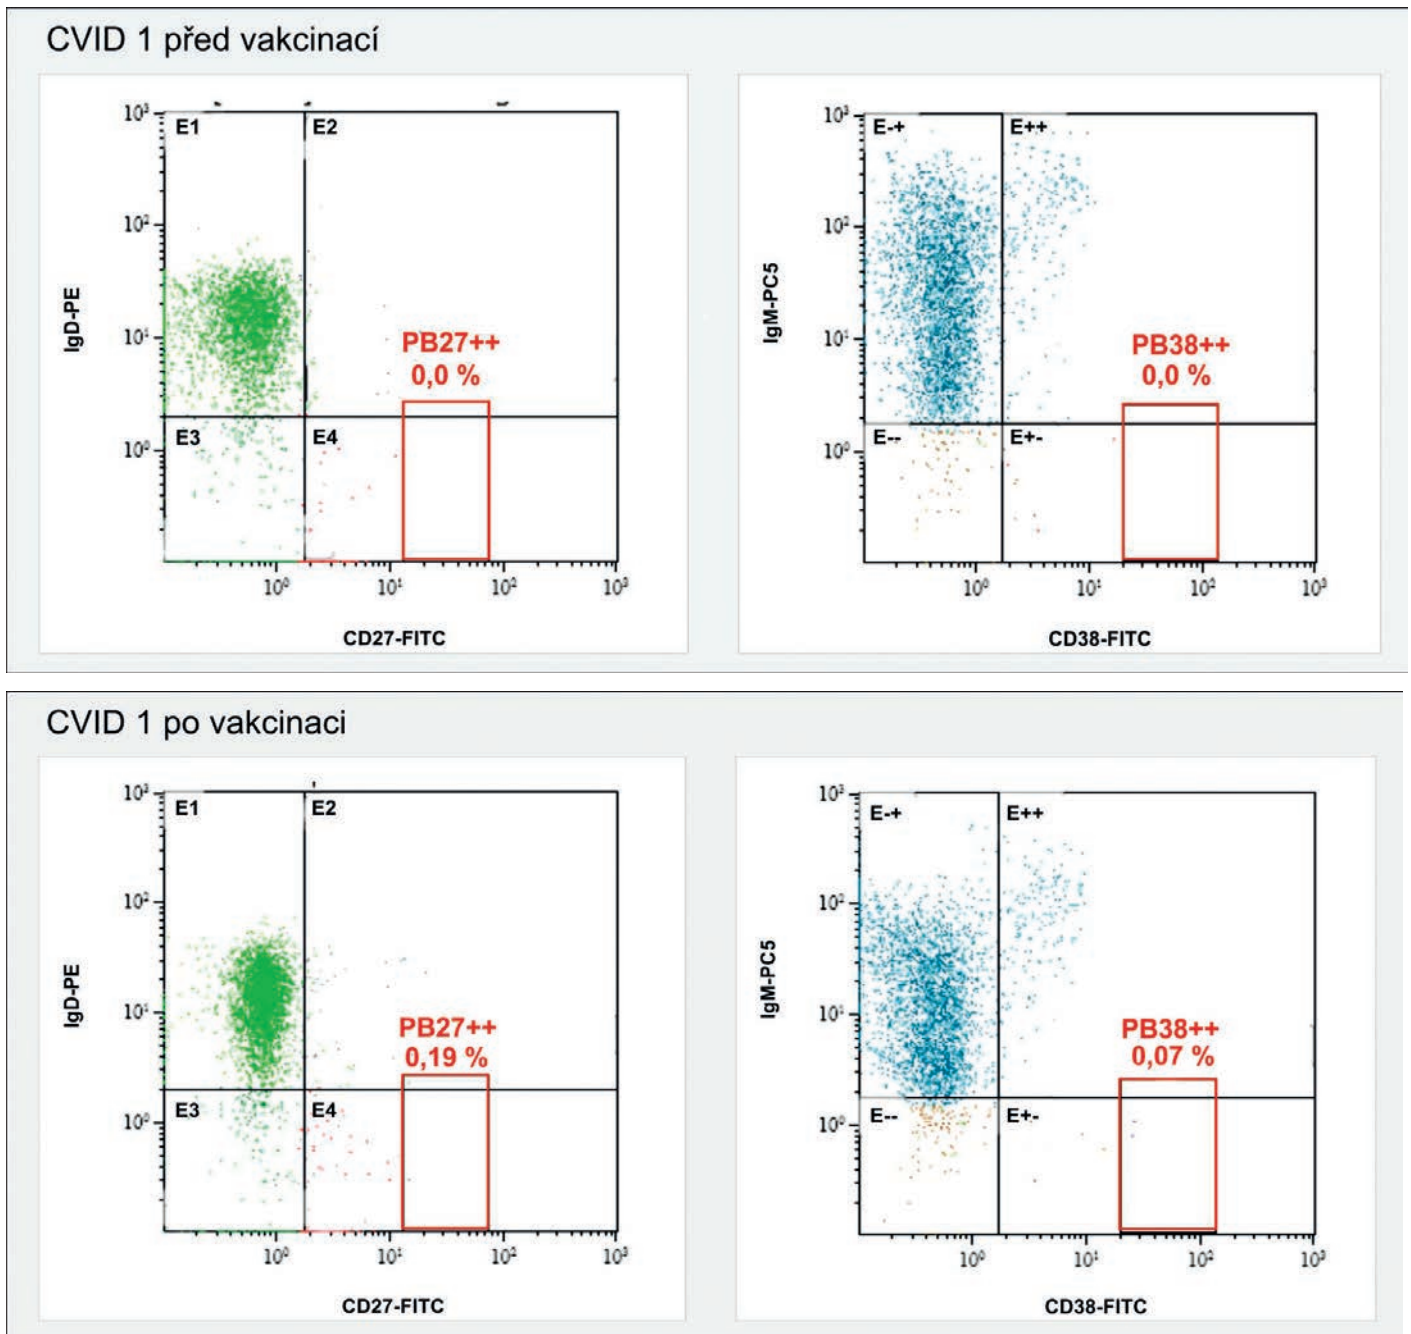 CVID 1 před vakcinací
10³
E1
E2
10²
IgD-PE
10¹
PB27++
0,0 %
E3
E4
10⁰
10⁰
10¹
10²
10³
CD27-FITC
10³
E-+
E++
10²
IgM-PC5
10¹
PB38++
0,0 %
E--
E+-
10⁰
10⁰
10¹
10²
10³
CD38-FITC
CVID 1 po vakcinaci
10³
E1
E2
10²
IgD-PE
10¹
PB27++
0,19 %
E3
E4
10⁰
10⁰
10¹
10²
10³
CD27-FITC
10³
E-+
E++
10²
IgM-PC5
10¹
PB38++
0,07 %
E--
E+-
10⁰
10⁰
10¹
10²
10³
CD38-FITC